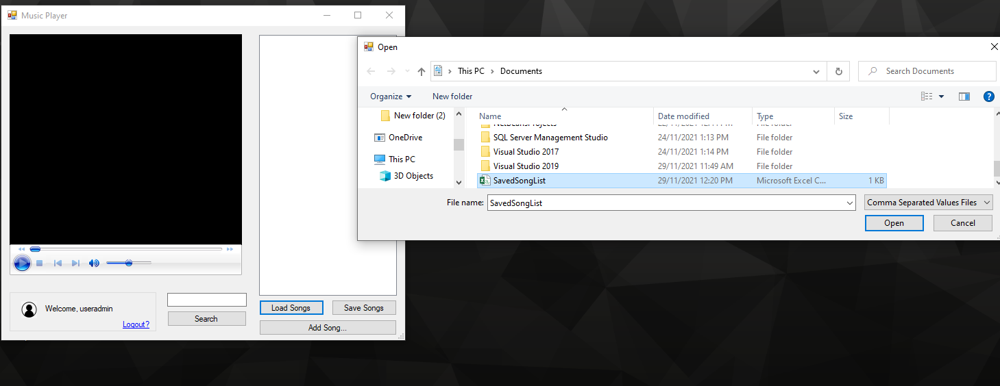 Music Player
Open
This PC > Documents
Search Documents
Organize
New folder
New folder (2)
OneDrive
This PC
3D Objects
Name Date modified Type Size
NetBeansProjects File folder
SQL Server Management Studio 24/11/2021 1:13 PM File folder
Visual Studio 2017 24/11/2021 1:14 PM File folder
Visual Studio 2019 29/11/2021 11:49 AM File folder
SavedSongList 29/11/2021 12:20 PM Microsoft Excel C... 1 KB
File name: SavedSongList Comma Separated Values Files
Open Cancel
Welcome, useradmin
Logout?
Search
Load Songs Save Songs
Add Song...